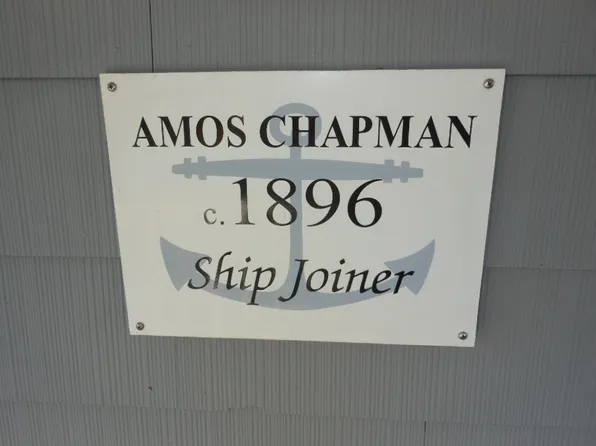 AMOS CHAPMAN
c. 1896
Ship Joiner